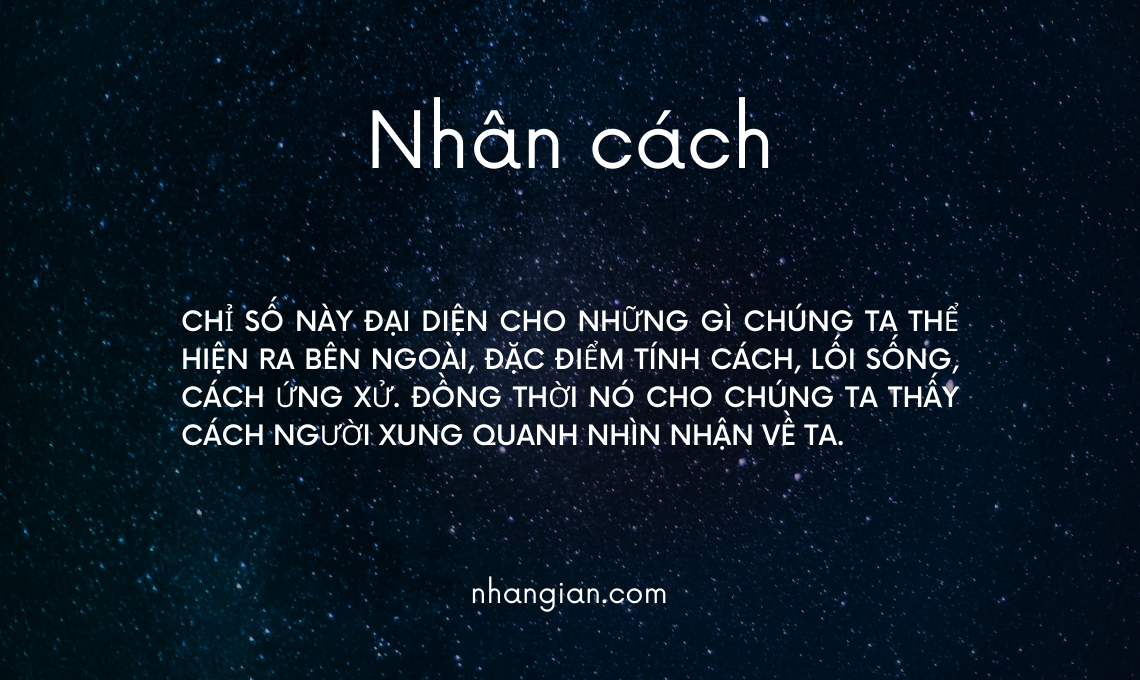 Nhân cách
CHỈ SỐ NÀY ĐẠI DIỆN CHO NHỮNG GÌ CHÚNG TA THỂ
HIỆN RA BÊN NGOÀI, ĐẶC ĐIỂM TÍNH CÁCH, LỐI SỐNG,
CÁCH ỨNG XỬ. ĐỒNG THỜI NÓ CHO CHÚNG TA THẤY
CÁCH NGƯỜI XUNG QUANH NHÌN NHẬN VỀ TA.
nhangian.com